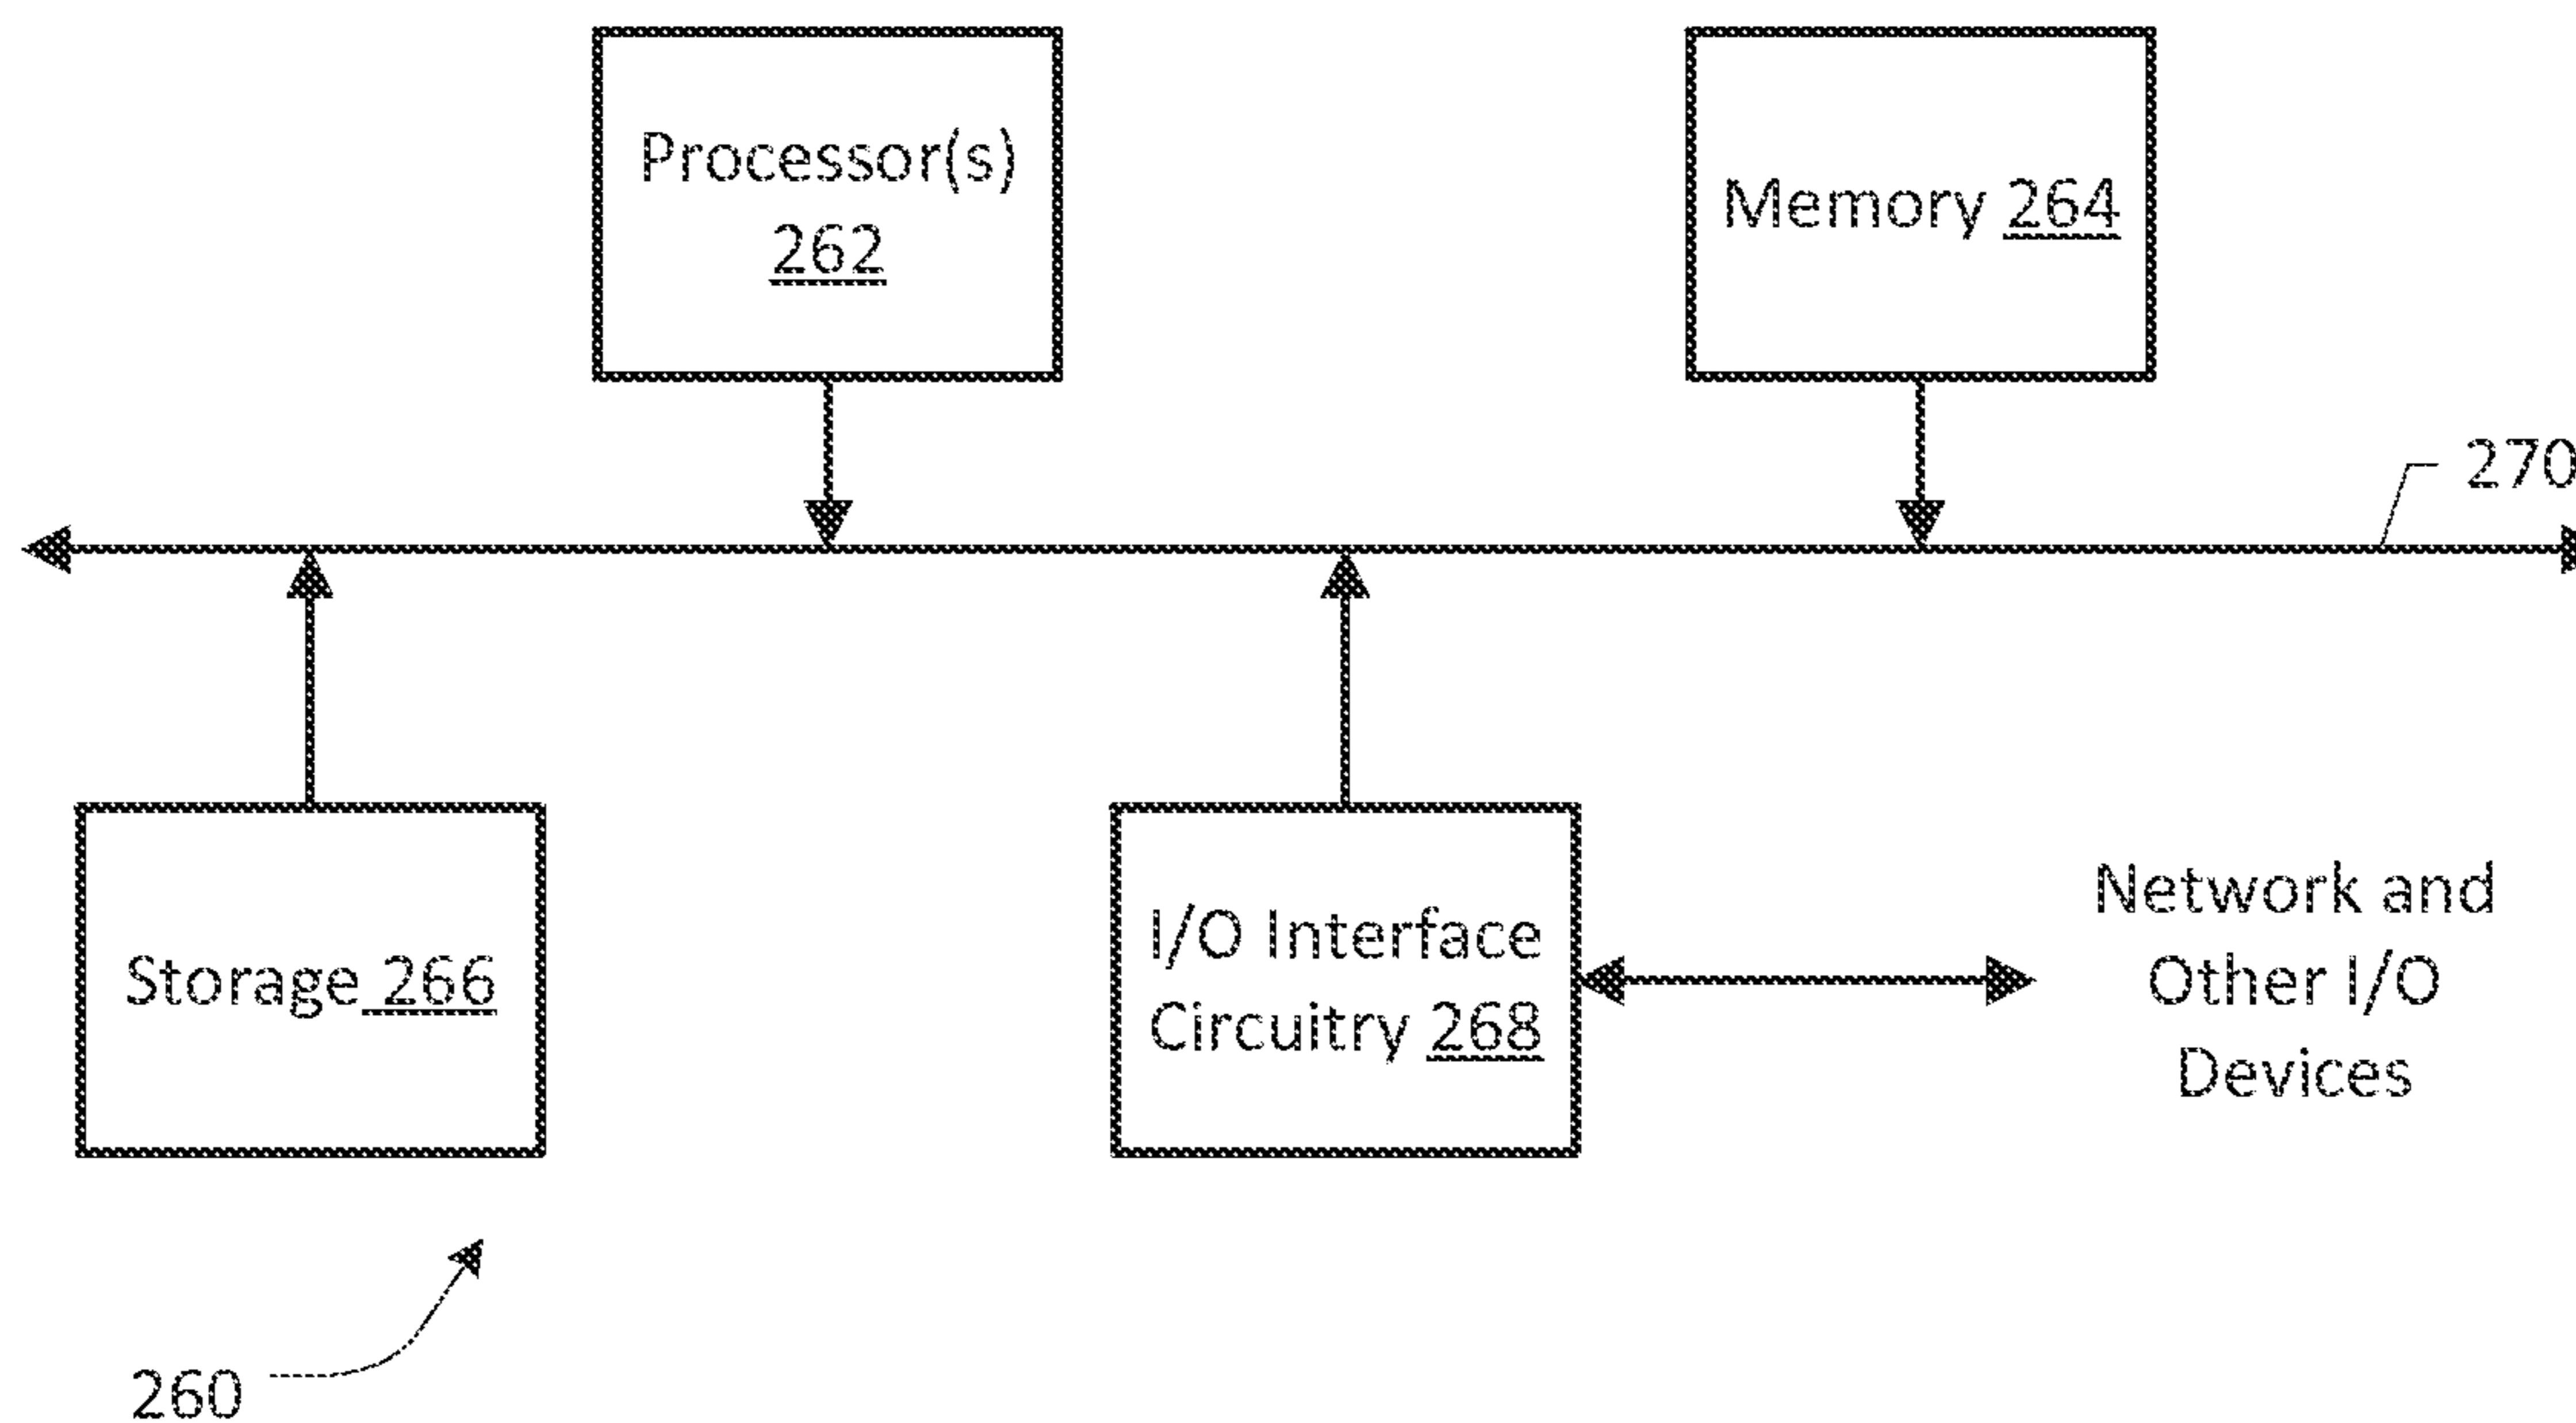 Processor(s)
262
Memory 264
270
Storage 266
I/O Interface
Circuitry 268
Network and
Other I/O
Devices
260